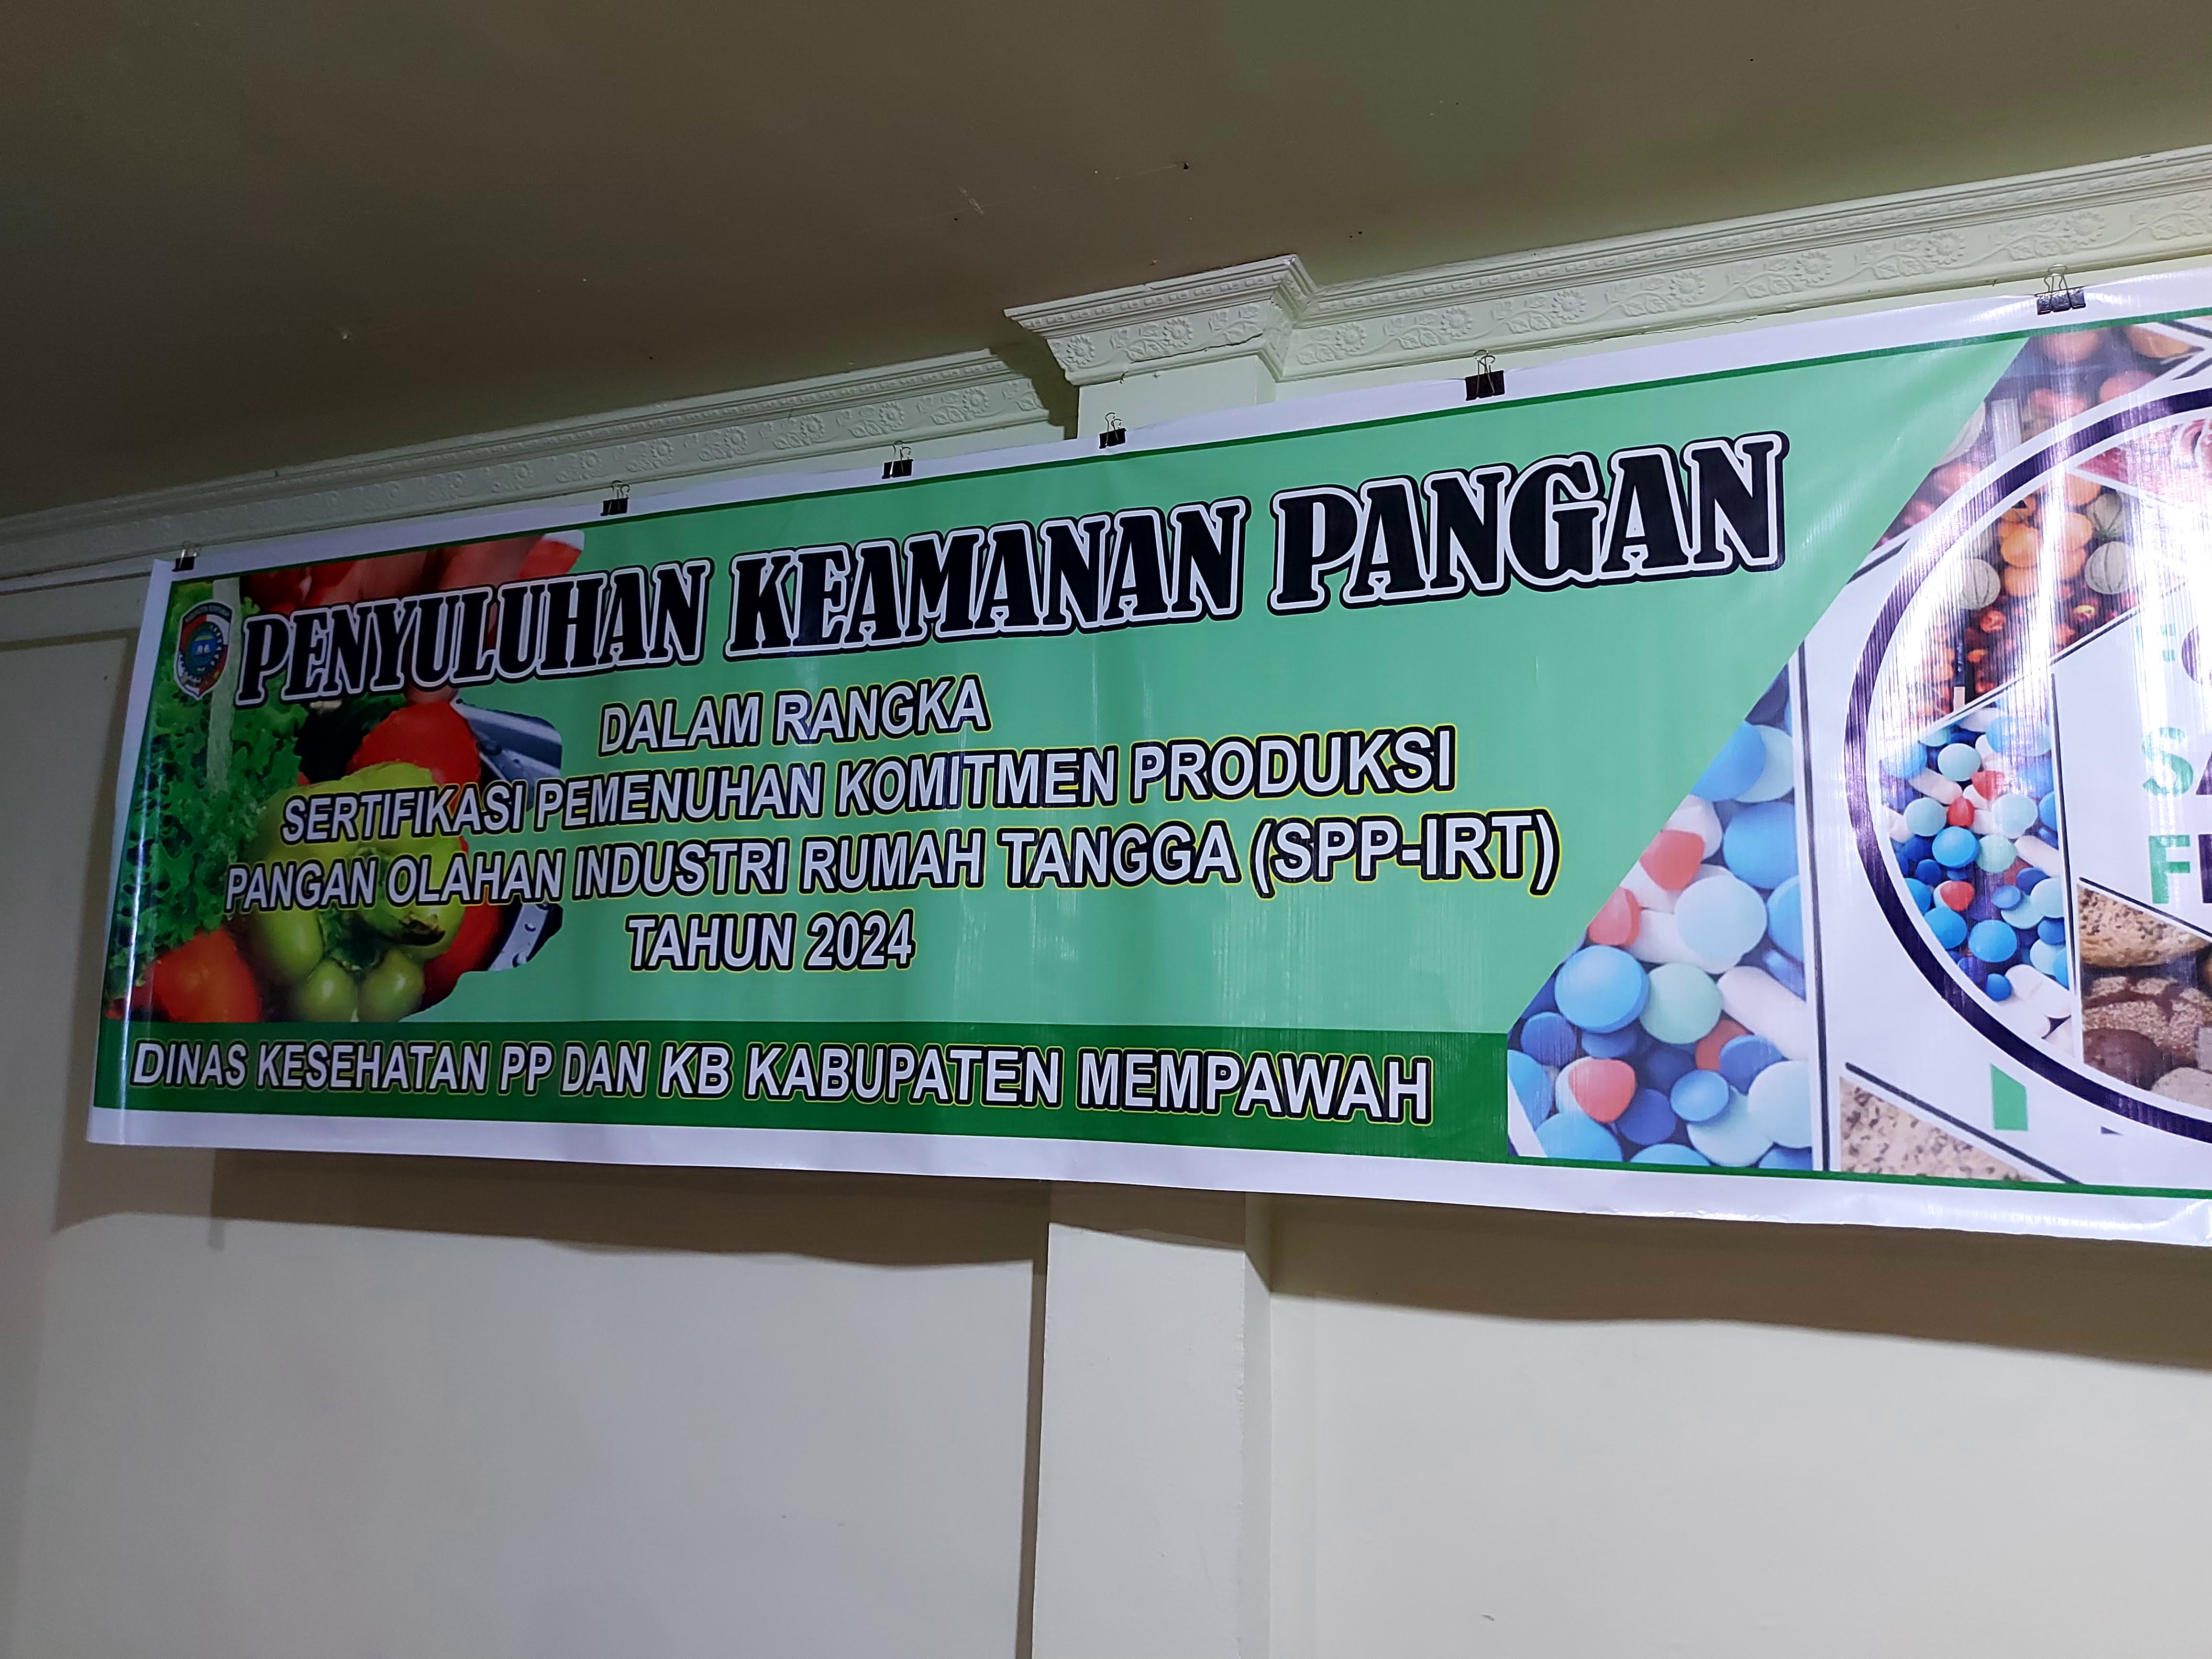 PENYULUHAN KEAMANAN PANGAN
DALAM RANGKA
SERTIFIKASI PEMENUHAN KOMITMEN PRODUKSI
PANGAN OLAHAN INDUSTRI RUMAH TANGGA (SPP-IRT)
TAHUN 2024
DINAS KESEHATAN PP DAN KB KABUPATEN MEMPAWAH